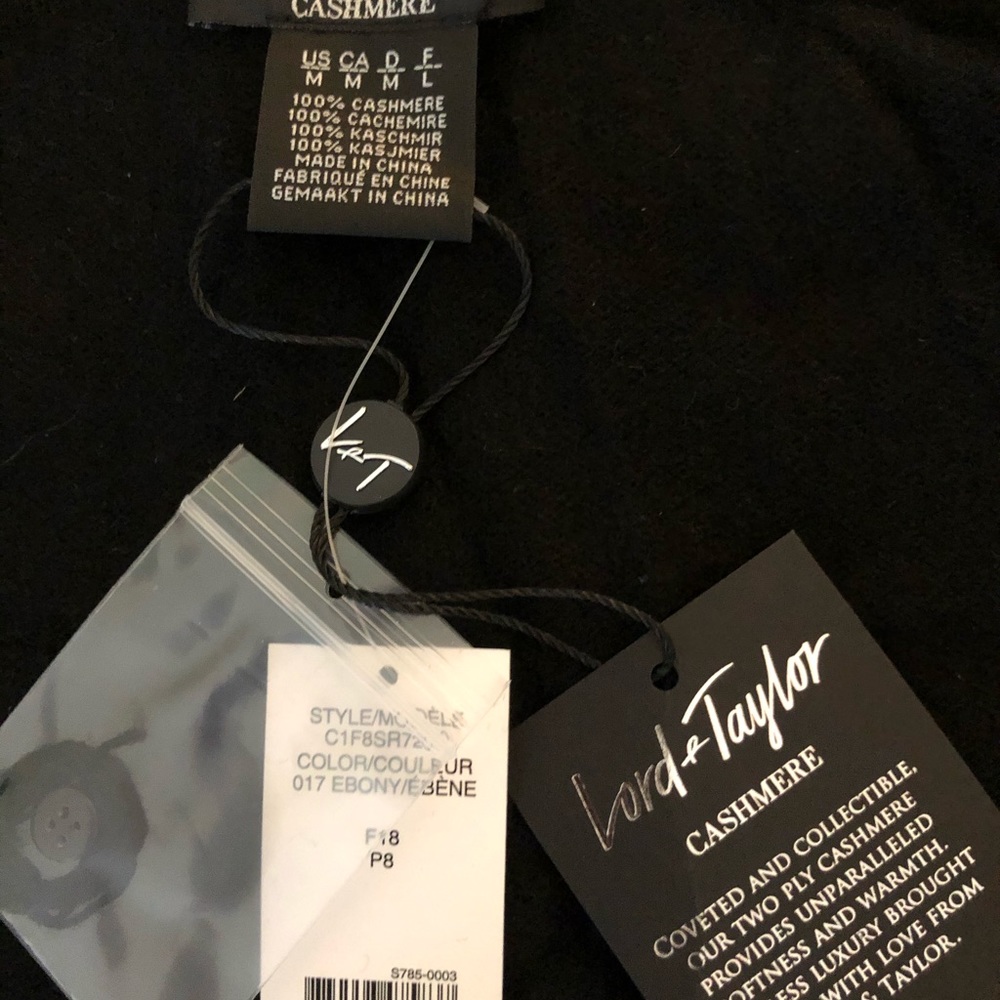 CASHMERE
US CA D F
M M M L
100% CASHMERE
100% CACHEMIRE
100% KASCHMIR
100% KASJMIER
MADE IN CHINA
FABRIQUÉ EN CHINE
GEMAAKT IN CHINA
L&T
STYLE/MODÈLE
COLOR/COULEUR
017 EBONY/ÉBÈNE
F18
P8
S785-0003
Lord & Taylor
CASHMERE
COVETED AND COLLECTIBLE,
OUR TWO PLY CASHMERE
PROVIDES UNPARALLELED
SOFTNESS AND WARMTH.
LUXURY BROUGHT
WITH LOVE FROM
TAYLOR.